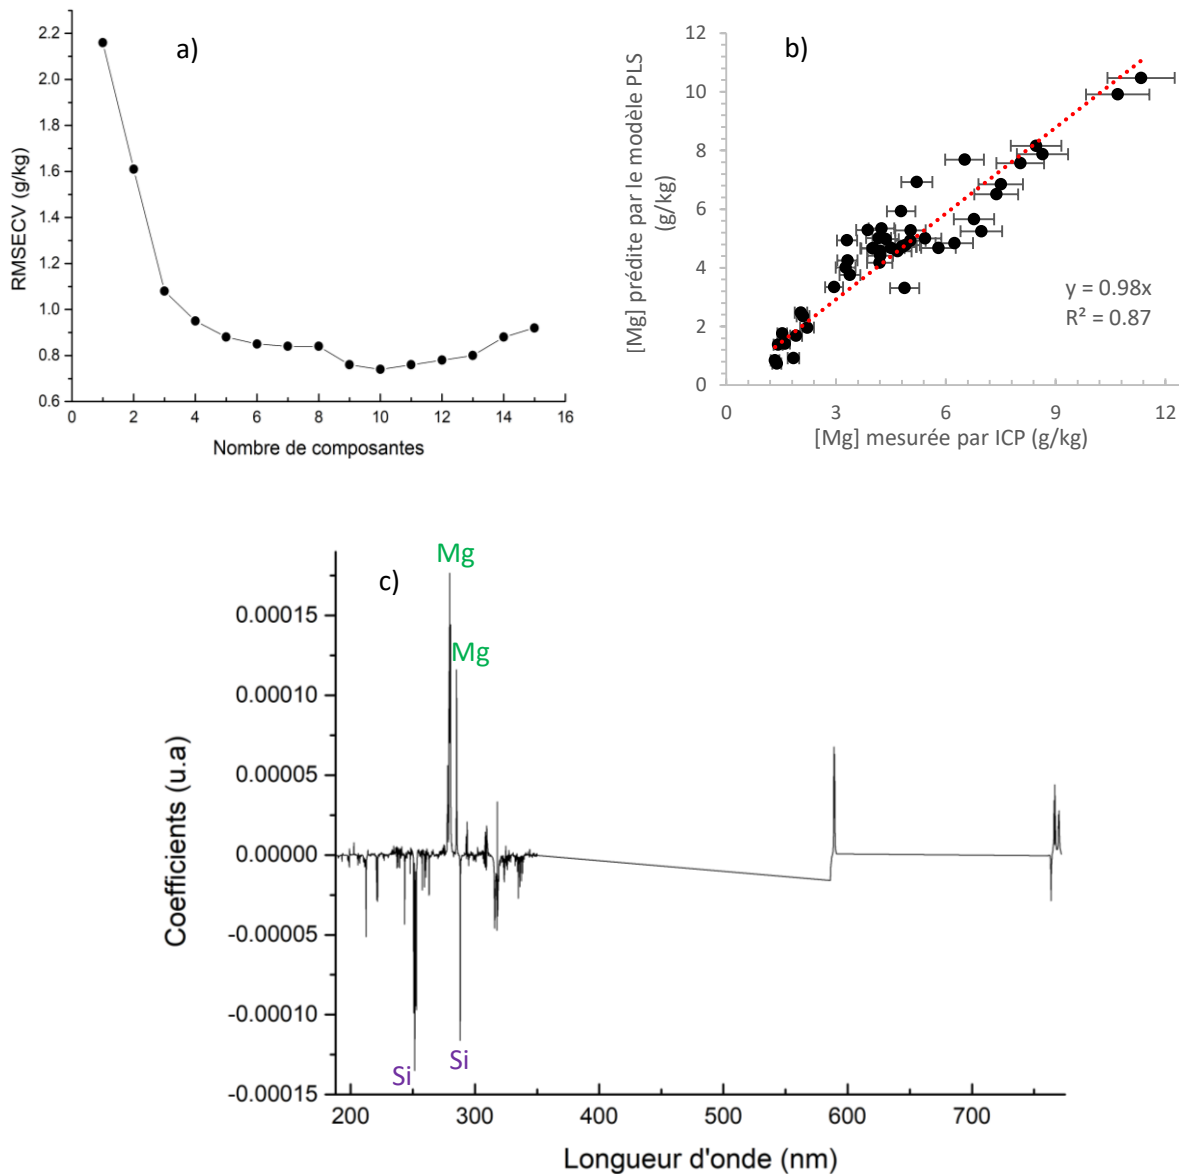 a)
RMSECV (g/kg)
2.2
2.0
1.8
1.6
1.4
1.2
1.0
0.8
0.6
0 2 4 6 8 10 12 14 16
Nombre de composantes
b)
[Mg] prédite par le modèle PLS
(g/kg)
12
10
8
6
4
2
0
y = 0.98x
R² = 0.87
0 3 6 9 12
[Mg] mesurée par ICP (g/kg)
c)
Mg
Mg
Coefficients (u.a)
0.00015
0.00010
0.00005
0.00000
-0.00005
-0.00010
-0.00015
Si
Si
200 300 400 500 600 700
Longueur d'onde (nm)